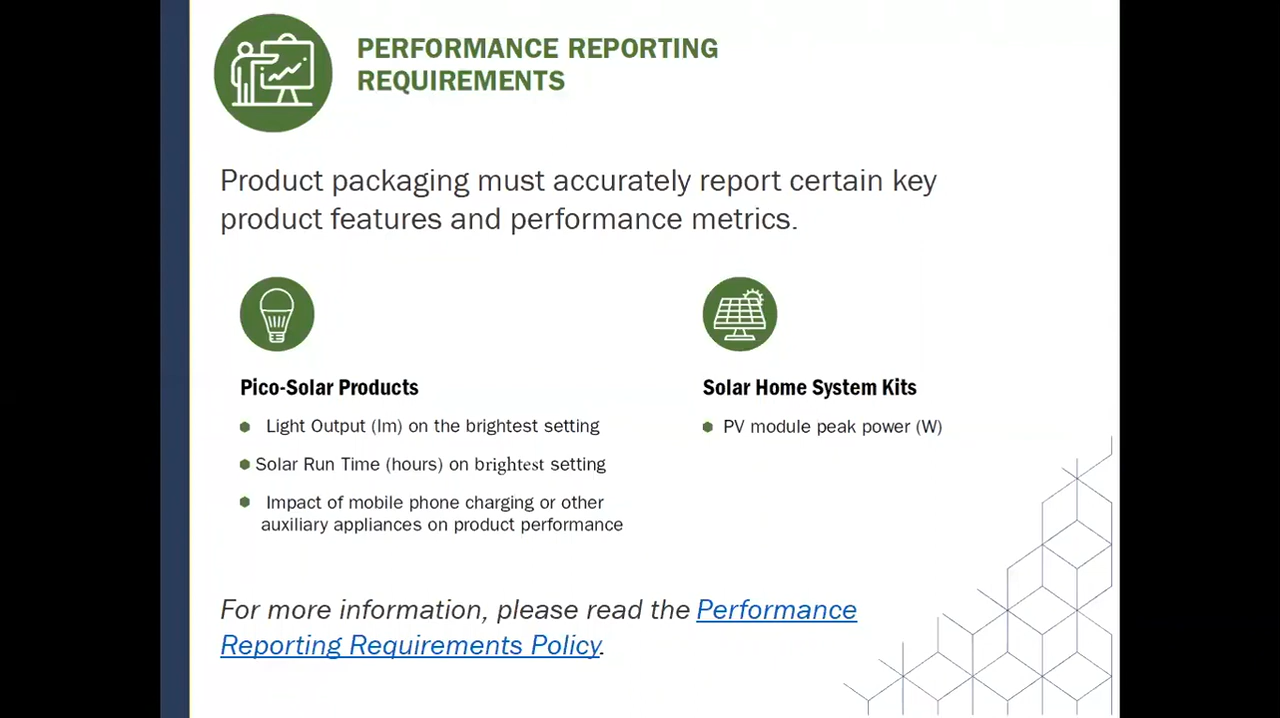 PERFORMANCE REPORTING
REQUIREMENTS
Product packaging must accurately report certain key
product features and performance metrics.
Pico-Solar Products
Light Output (lm) on the brightest setting
Solar Run Time (hours) on brightest setting
Impact of mobile phone charging or other
auxiliary appliances on product performance
Solar Home System Kits
PV module peak power (W)
For more information, please read the Performance
Reporting Requirements Policy.